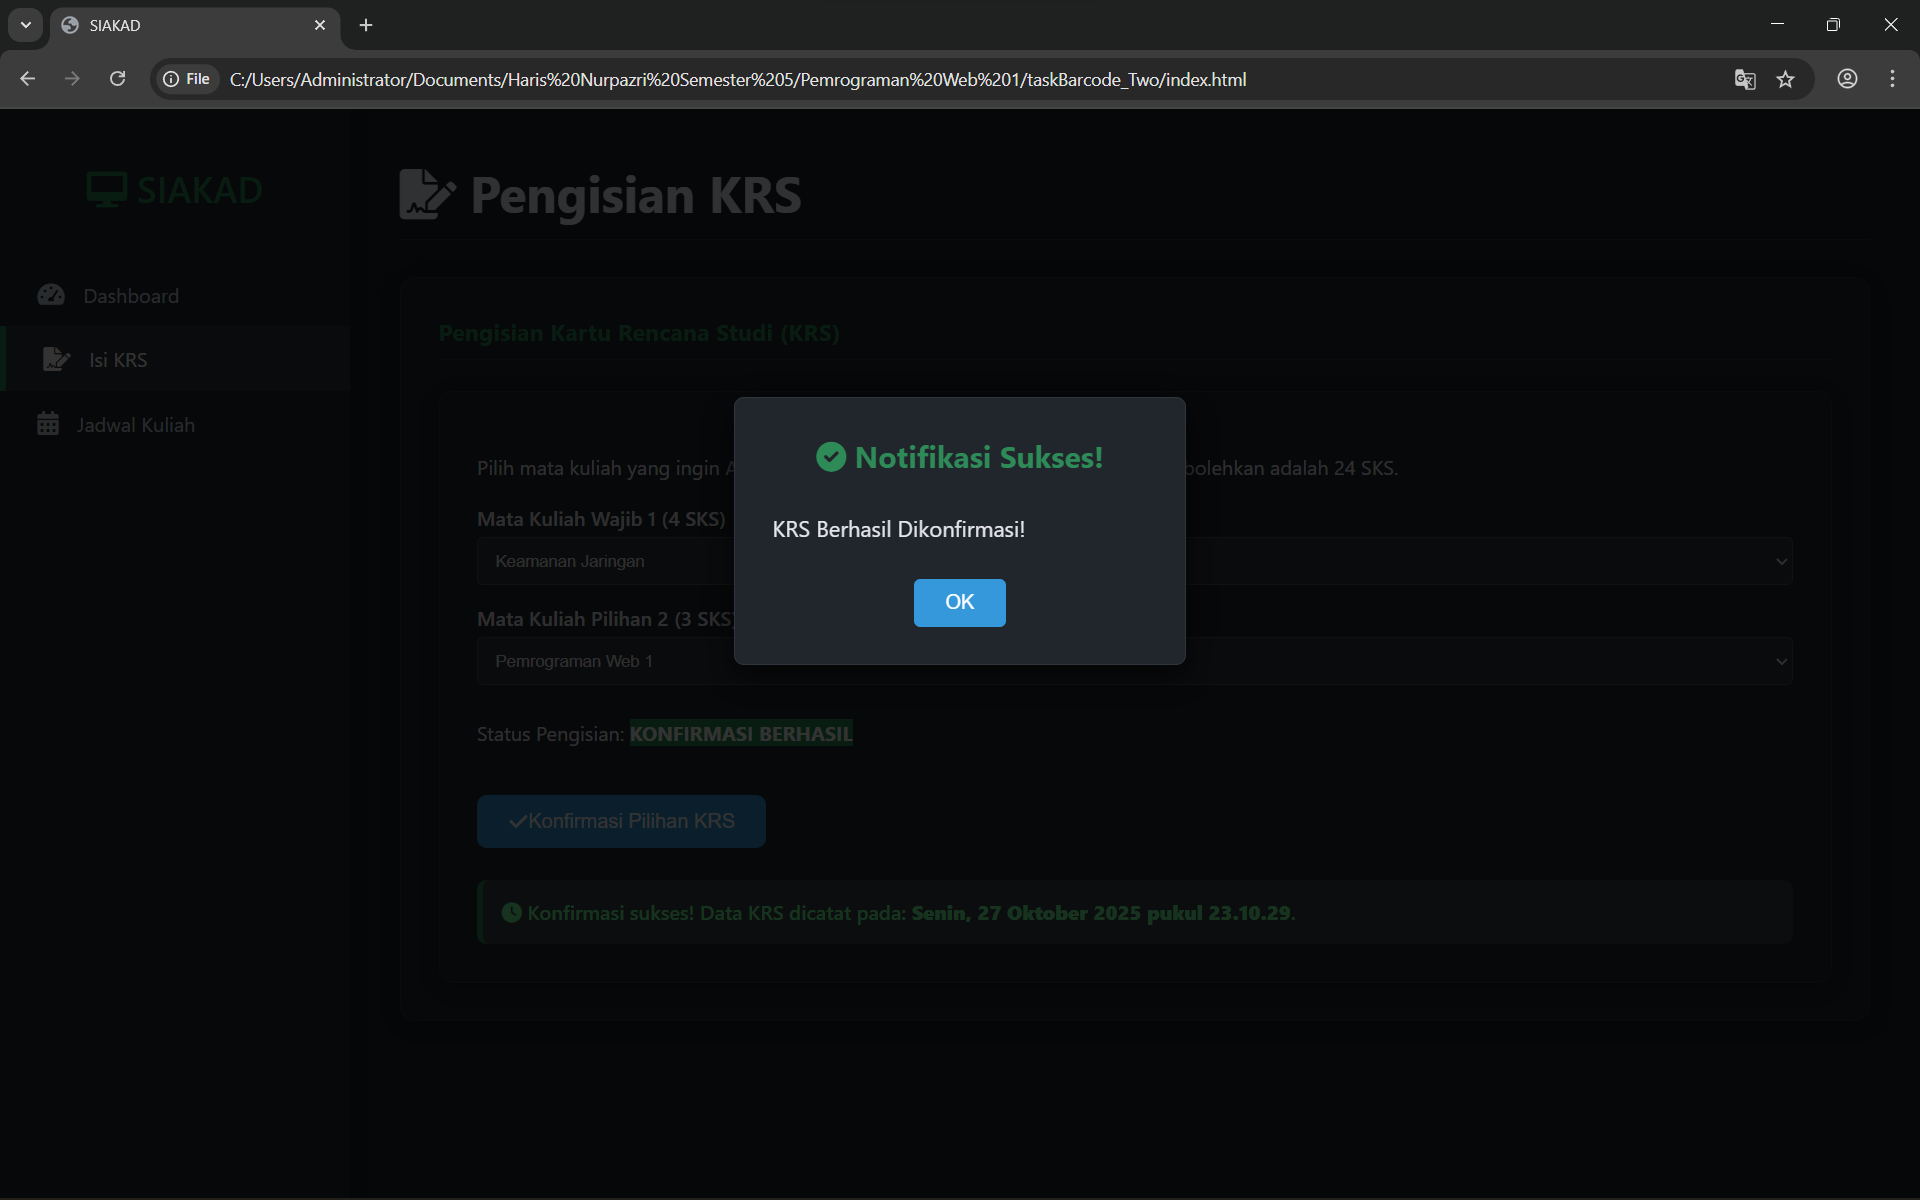 SIAKAD
File
C:/Users/Administrator/Documents/Haris%20Nurpazri%20Semester%205/Pemrograman%20Web%201/taskBarcode_Two/index.html
SIAKAD
Dashboard
Isi KRS
Jadwal Kuliah
Pengisian KRS
Pengisian Kartu Rencana Studi (KRS)
Pilih mata kuliah yang ingin
bolehkan adalah 24 SKS.
Mata Kuliah Wajib 1 (4 SKS)
Keamanan Jaringan
Mata Kuliah Pilihan 2 (3 SKS)
Pemrograman Web 1
Status Pengisian: KONFIRMASI BERHASIL
Konfirmasi Pilihan KRS
Konfirmasi sukses! Data KRS dicatat pada: Senin, 27 Oktober 2025 pukul 23.10.29.
Notifikasi Sukses!
KRS Berhasil Dikonfirmasi!
OK